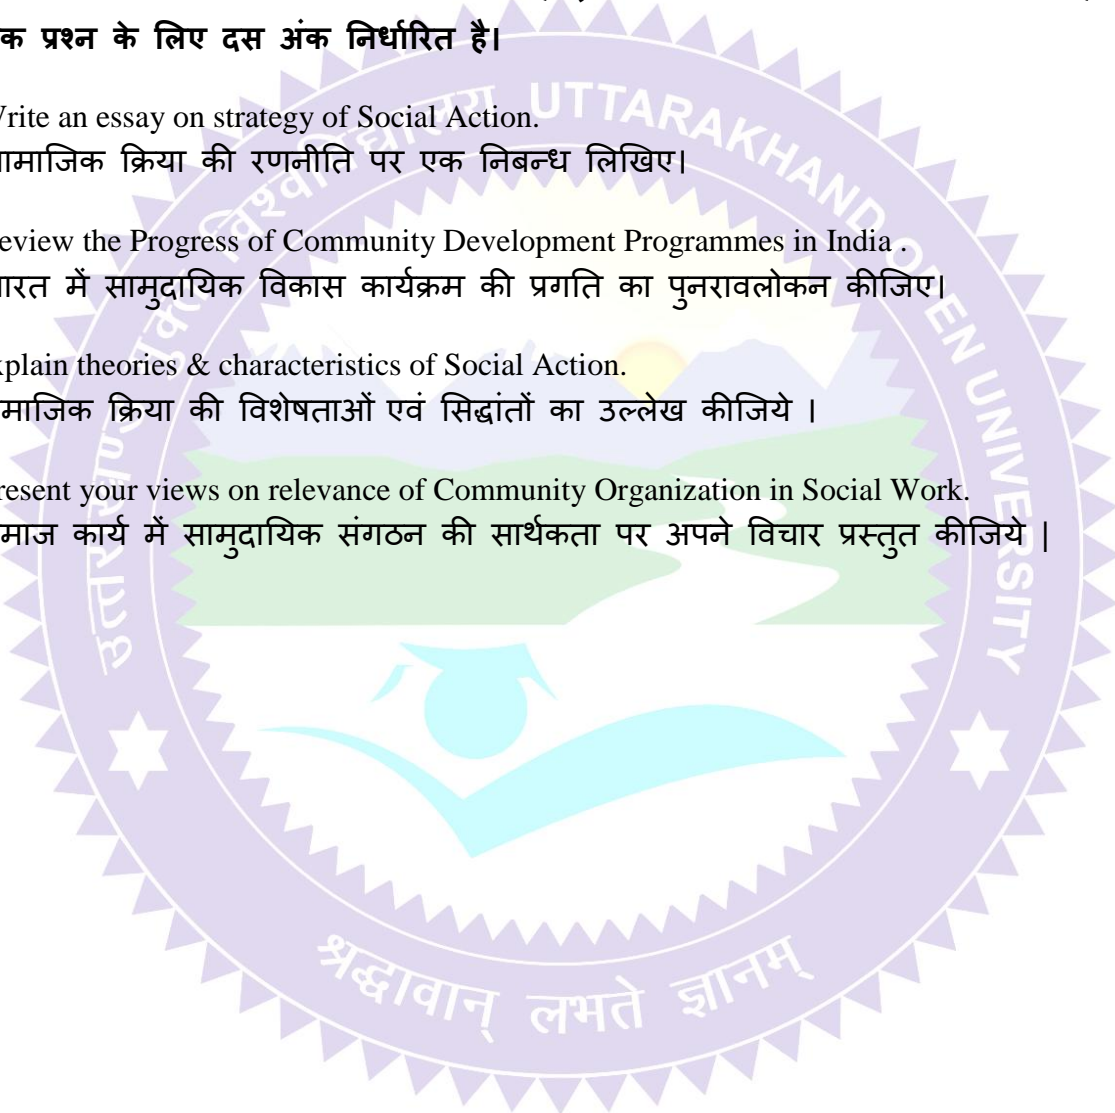 क प्रश्न के लिए दस अंक निर्धारित है।
Write an essay on strategy of Social Action.
ामाजिक क्रिया की रणनीति पर एक निबन्ध लिखिए।
eview the Progress of Community Development Programmes in India .
ारत में सामुदायिक विकास कार्यक्रम की प्रगति का पुनरावलोकन कीजिए।
xplain theories & characteristics of Social Action.
माजिक क्रिया की विशेषताओं एवं सिद्धांतों का उल्लेख कीजिये ।
resent your views on relevance of Community Organization in Social Work.
माज कार्य में सामुदायिक संगठन की सार्थकता पर अपने विचार प्रस्तुत कीजिये |
UTTARAKHAND OPEN UNIVERSITY
श्रद्धावान् लभते ज्ञानम्